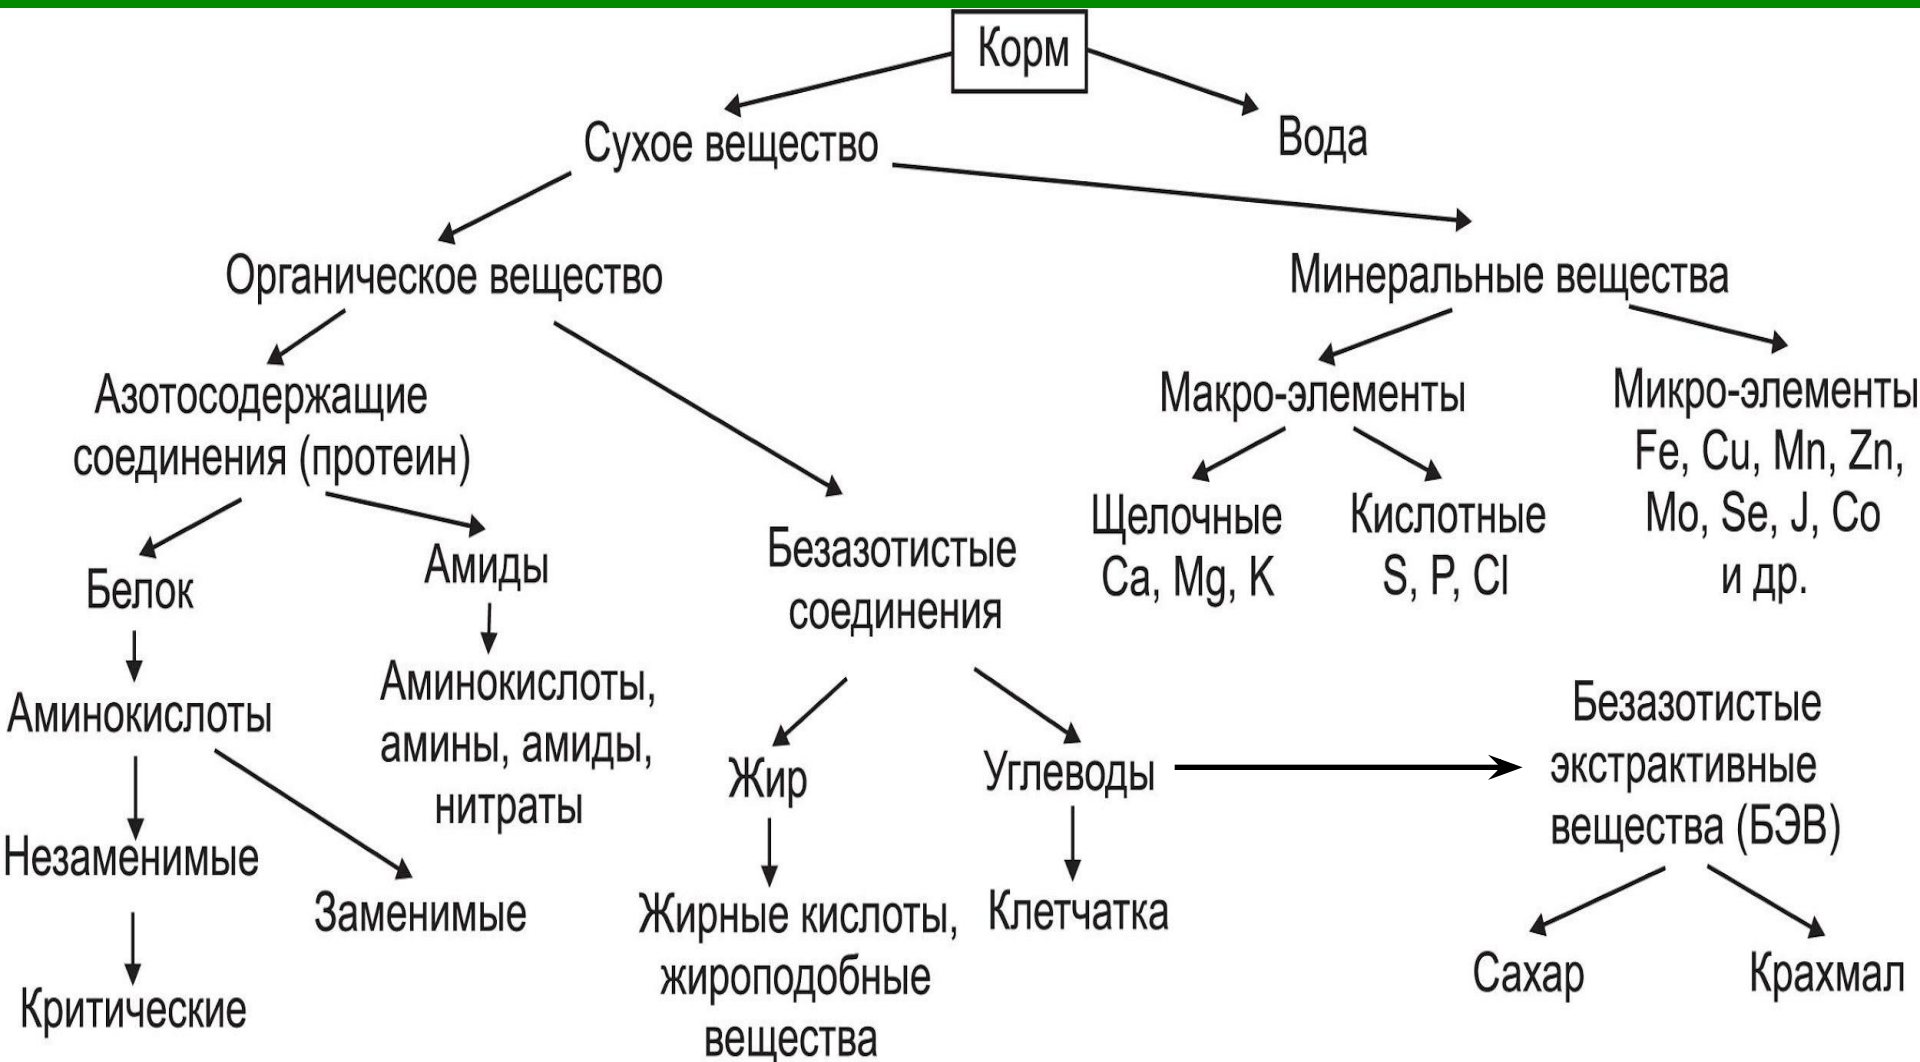 Корм
Сухое вещество
Вода
Органическое вещество
Минеральные вещества
Азотосодержащие
соединения (протеин)
Макро-элементы
Микро-элементы
Fe, Cu, Mn, Zn,
Mo, Se, J, Co
и др.
Щелочные
Ca, Mg, K
Кислотные
S, P, Cl
Белок
Амиды
Безазотистые
соединения
Аминокислоты
Аминокислоты,
амины, амиды,
нитраты
Жир
Углеводы
Безазотистые
экстрактивные
вещества (БЭВ)
Незаменимые
Заменимые
Жирные кислоты,
жироподобные
вещества
Клетчатка
Сахар
Крахмал
Критические